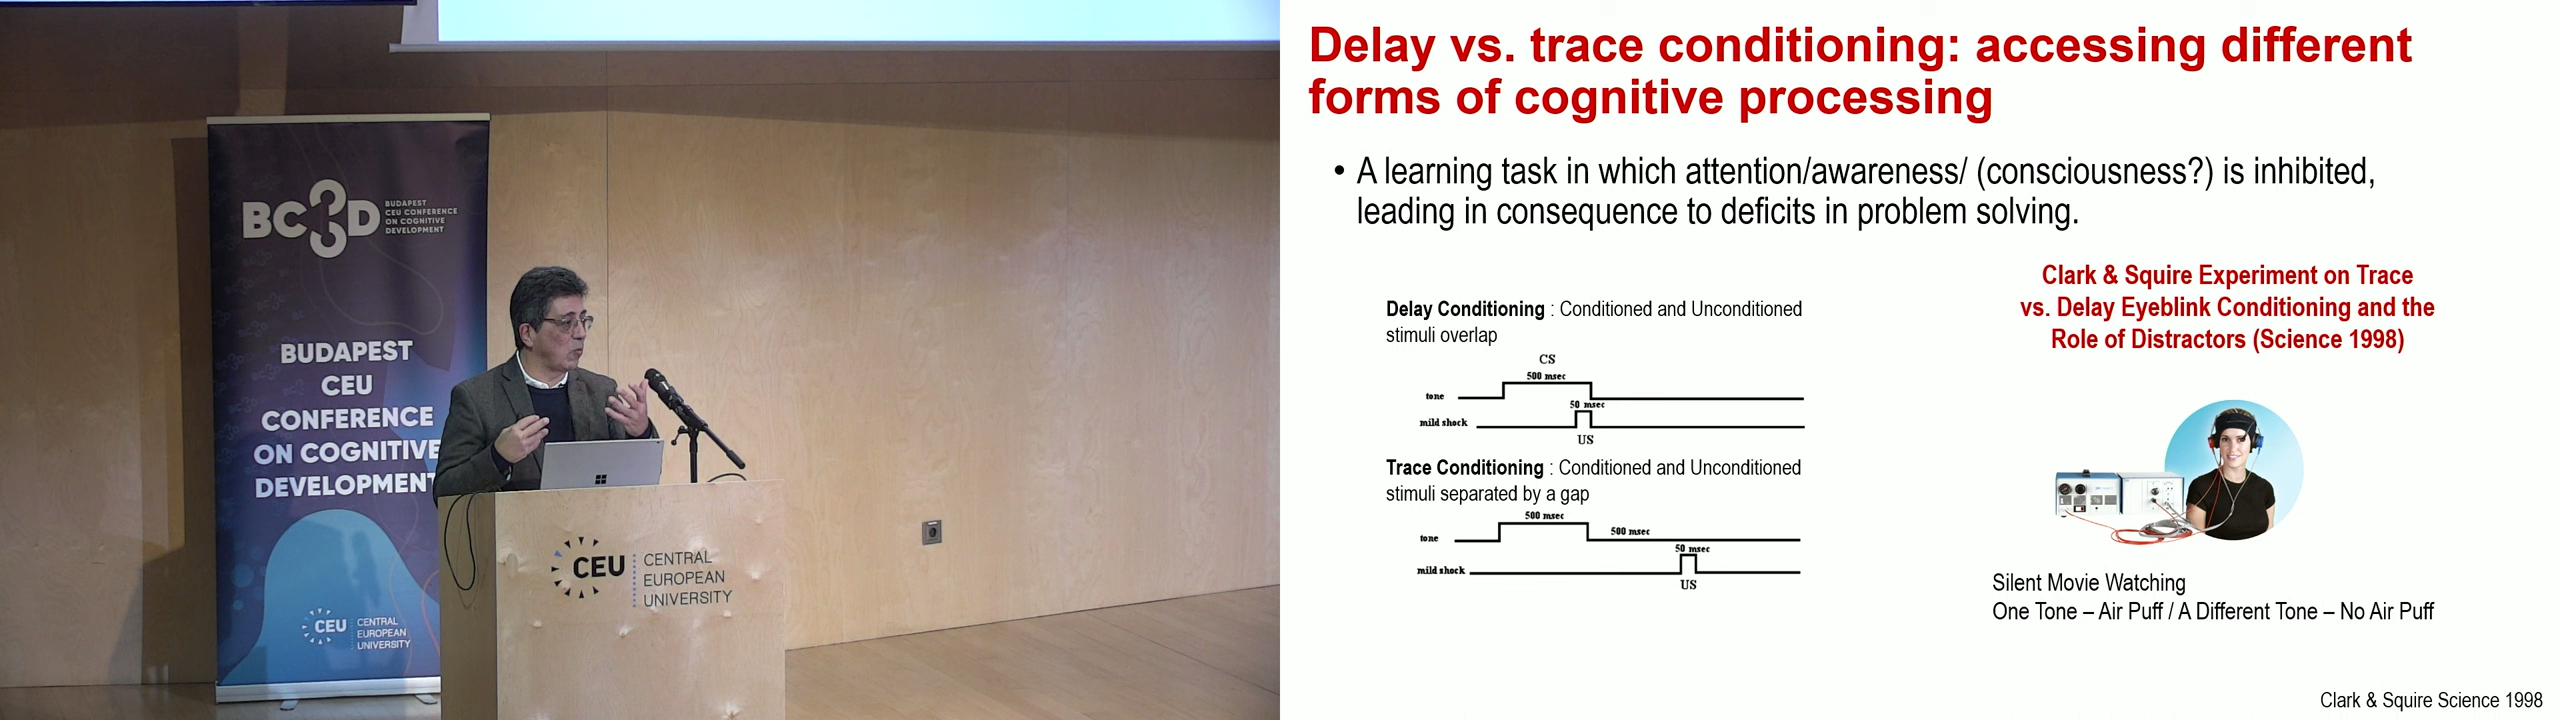 BC3D
BUDAPEST
CEU CONFERENCE
ON COGNITIVE
DEVELOPMENT
BUDAPEST
CEU
CONFERENCE
ON COGNITIVE
DEVELOPMENT
CEU
CENTRAL
EUROPEAN
UNIVERSITY
CEU
CENTRAL
EUROPEAN
UNIVERSITY
Delay vs. trace conditioning: accessing different
forms of cognitive processing
• A learning task in which attention/awareness/ (consciousness?) is inhibited,
leading in consequence to deficits in problem solving.
Delay Conditioning : Conditioned and Unconditioned
stimuli overlap
CS
500 msec
tone
50 msec
mild shock
US
Trace Conditioning : Conditioned and Unconditioned
stimuli separated by a gap
500 msec
tone
500 msec
50 msec
mild shock
US
Clark & Squire Experiment on Trace
vs. Delay Eyeblink Conditioning and the
Role of Distractors (Science 1998)
Silent Movie Watching
One Tone – Air Puff / A Different Tone – No Air Puff
Clark & Squire Science 1998